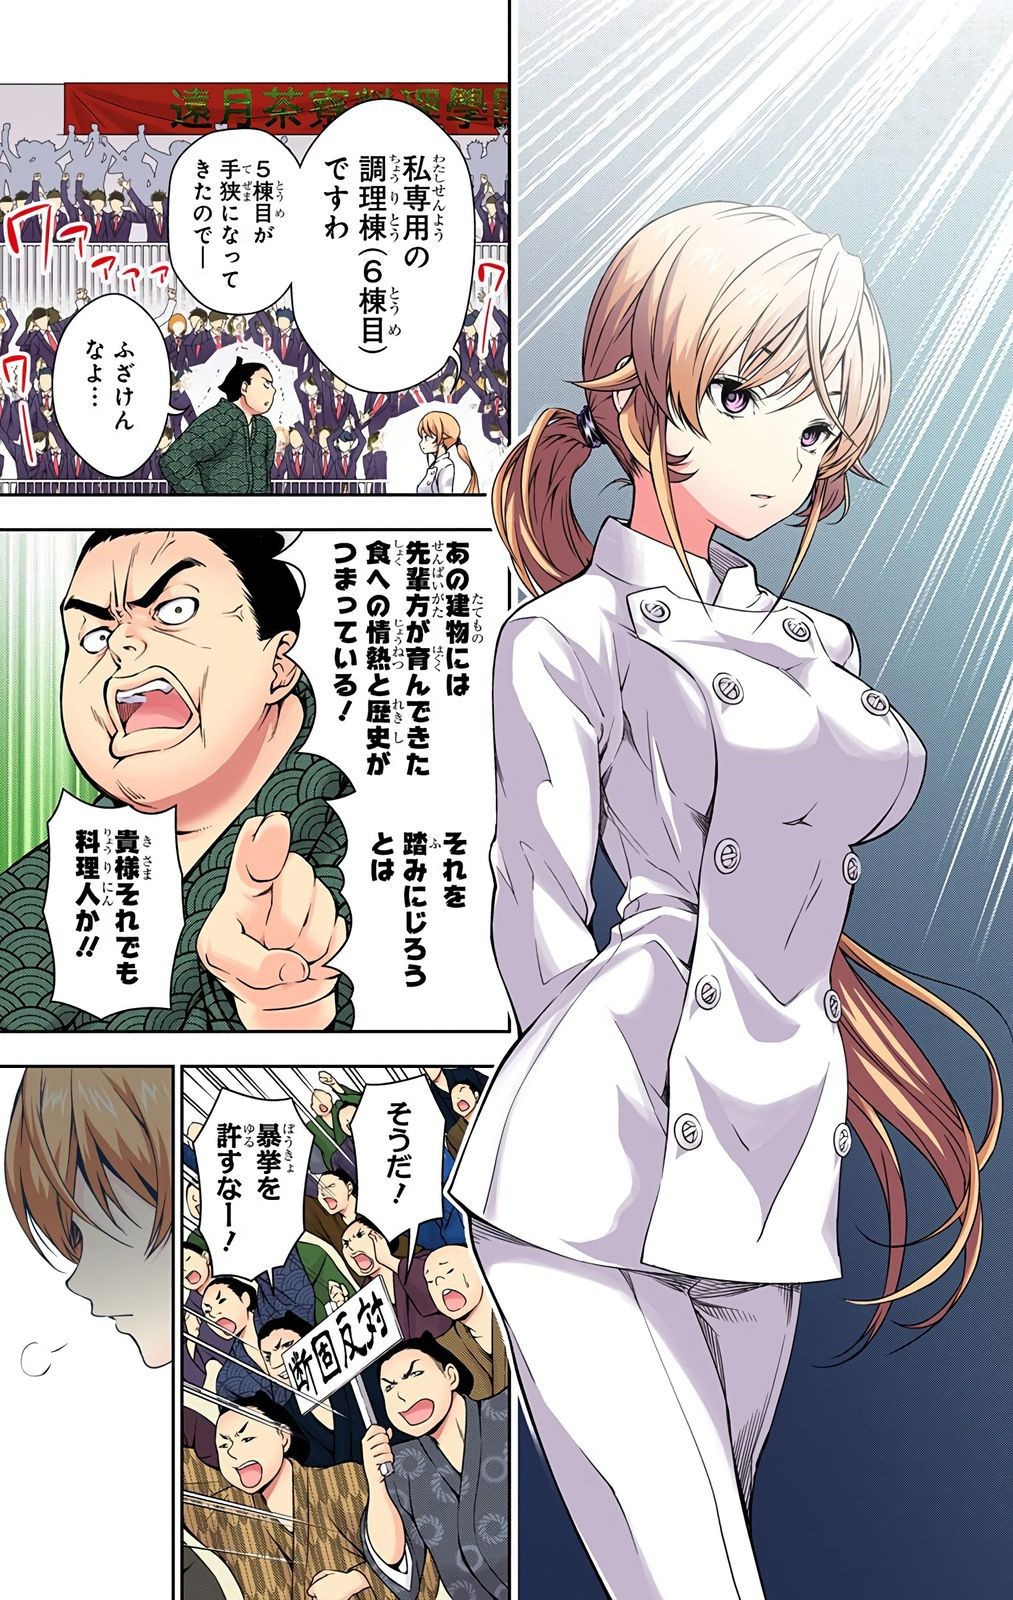 遠月茶寮料理學園
私専用の
調理棟(6棟目)
ですわ
5棟目が
手狭になって
きたので―
ワァァァァ
ワァ
ワァ
ふざけん
なよ…
あの建物には
先輩方が育んできた
食への情熱と歴史が
つまっている!
それを
踏みにじろう
とは
貴様それでも
料理人か!!
そうだ!
暴挙を
許すなー!
断固反対